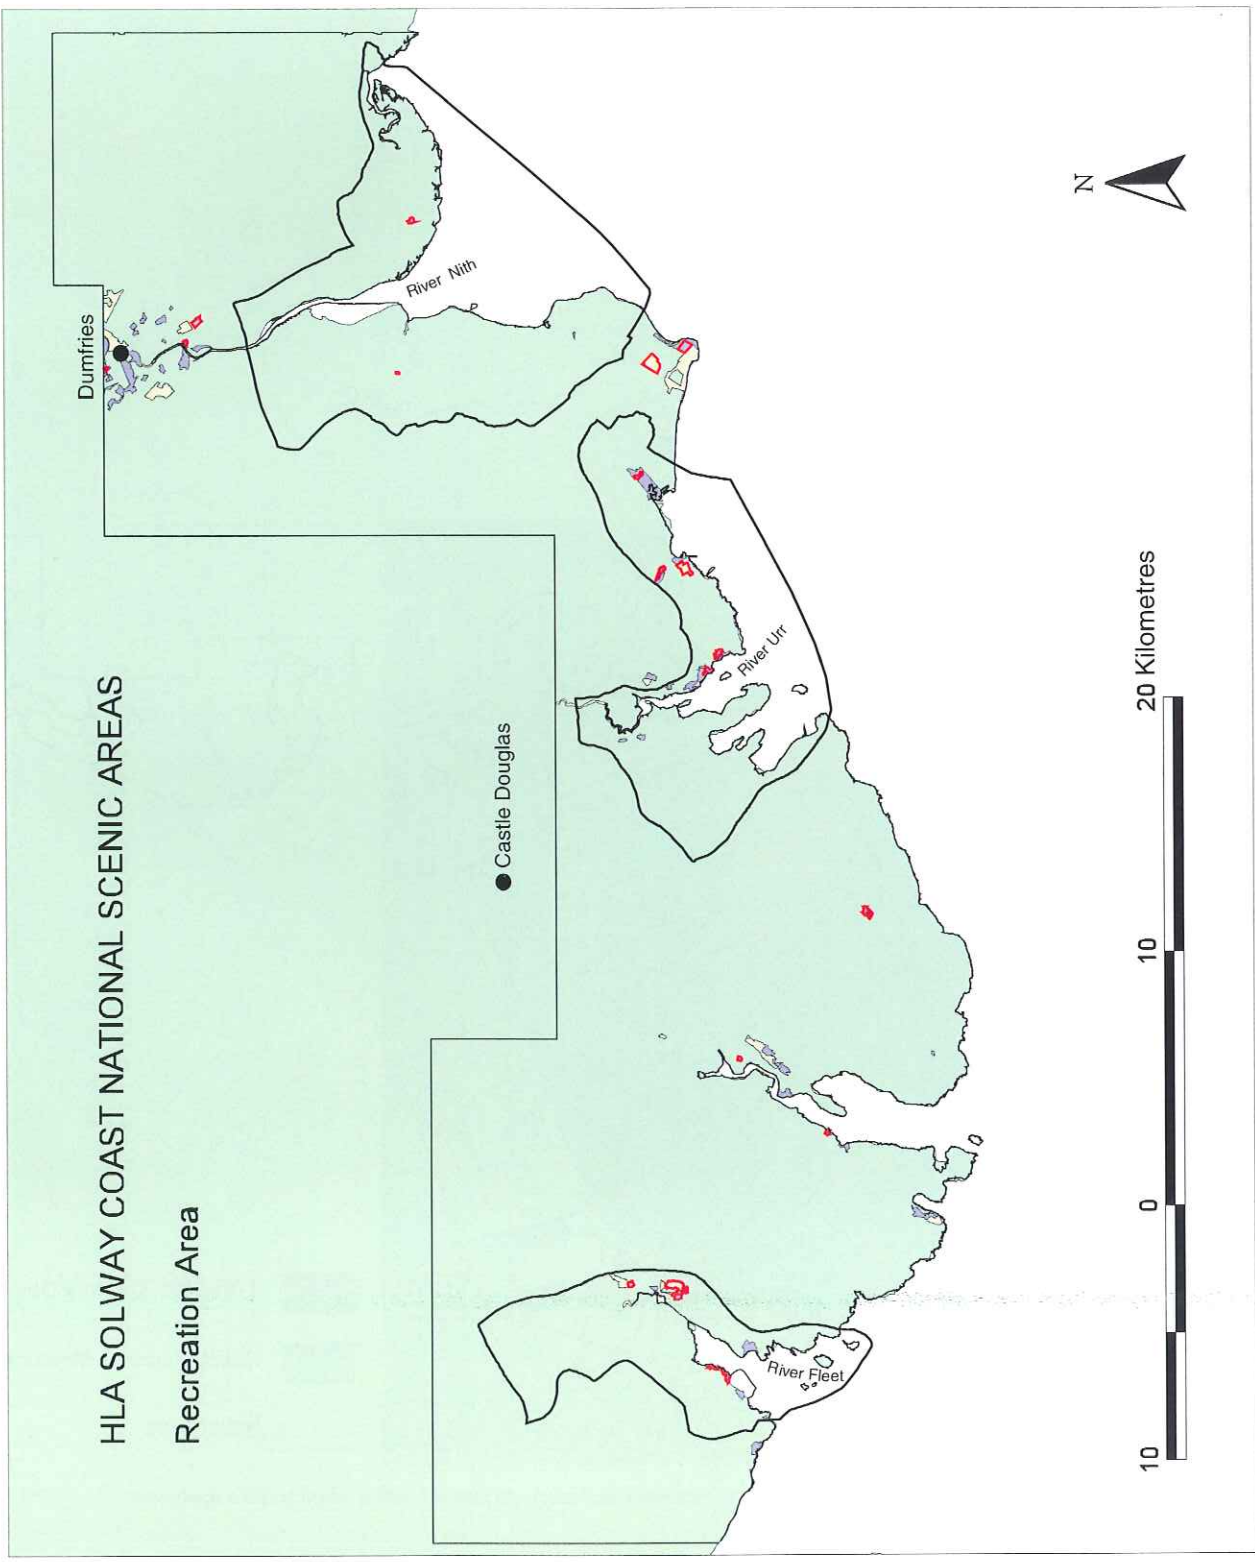 HLA SOLWAY COAST NATIONAL SCENIC AREAS
Recreation Area
Dumfries
Castle Douglas
River Nith
River Urr
River Fleet
N
10
0
10
20 Kilometres